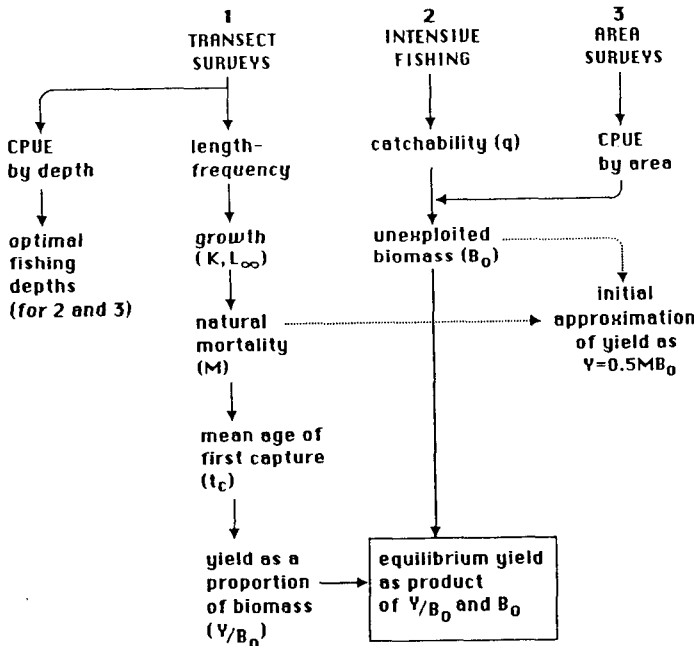 1
TRANSECT
SURVEYS
2
INTENSIVE
FISHING
3
AREA
SURVEYS
CPUE
by depth
length-
frequency
catchability (q)
CPUE
by area
optimal
fishing
depths
(for 2 and 3)
growth
(K, L∞)
unexploited
biomass (B₀)
natural
mortality
(M)
initial
approximation
of yield as
Y=0.5MB₀
mean age of
first capture
(t_c)
yield as a
proportion
of biomass
(Y/B₀)
equilibrium yield
as product
of Y/B₀ and B₀